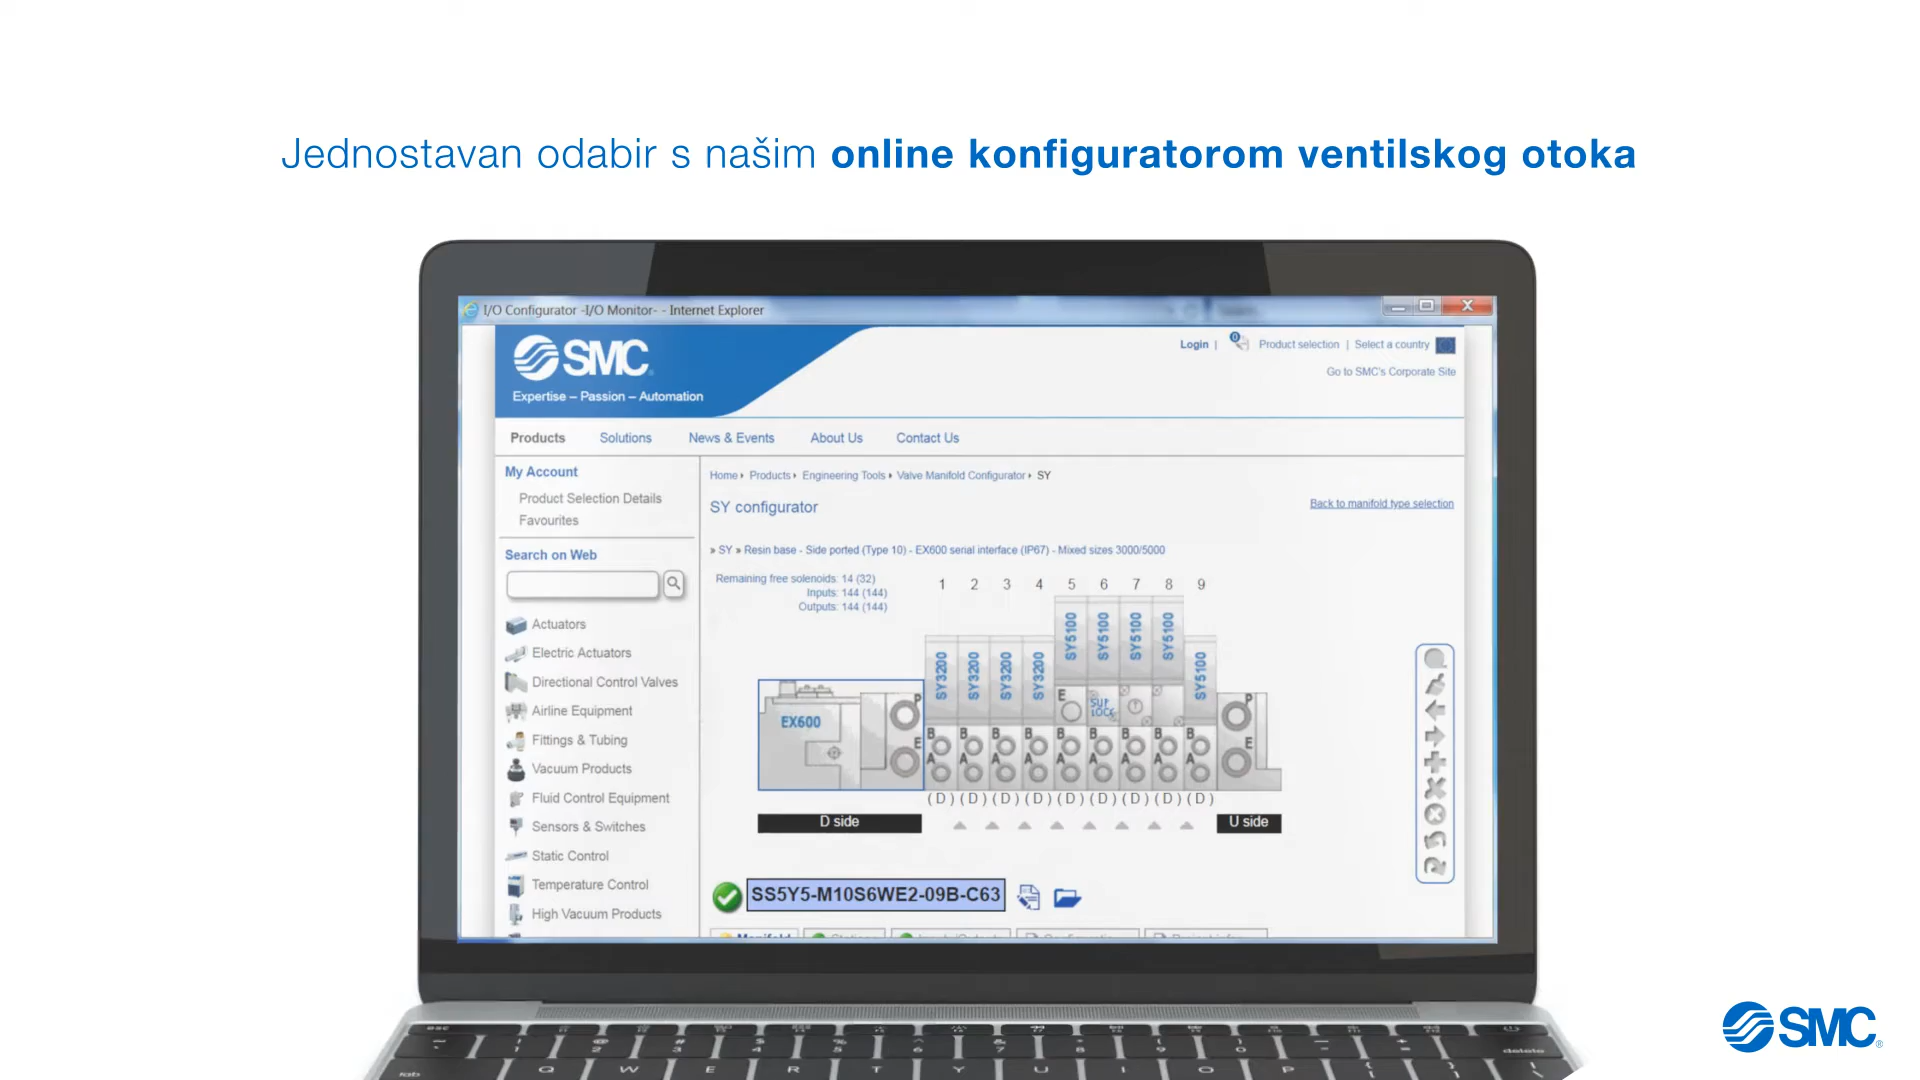 Jednostavan odabir s našim online konfiguratorom ventilskog otoka
I/O Configurator -I/O Monitor- - Internet Explorer
SMC
Expertise – Passion – Automation
Login | 0 Product selection | Select a country
Go to SMC's Corporate Site
Products Solutions News & Events About Us Contact Us
My Account
Product Selection Details
Favourites
Search on Web
Actuators
Electric Actuators
Directional Control Valves
Airline Equipment
Fittings & Tubing
Vacuum Products
Fluid Control Equipment
Sensors & Switches
Static Control
Temperature Control
High Vacuum Products
Home Products Engineering Tools Valve Manifold Configurator SY
SY configurator
Back to manifold type selection
» SY » Resin base - Side ported (Type 10) - EX600 serial interface (IP67) - Mixed sizes 3000/5000
Remaining free solenoids: 14 (32)
Inputs: 144 (144)
Outputs: 144 (144)
1 2 3 4 5 6 7 8 9
SY3200 SY3200 SY3200 SY3200 SY5100 SY5100 SY5100 SY5100 SY5100
EX600
P E E SUP LOCK P E
B B B B B B B B B
A A A A A A A A A
(D) (D) (D) (D) (D) (D) (D) (D) (D)
D side U side
SS5Y5-M10S6WE2-09B-C63
SMC
esc
delete
tab Q W E R T Y U I O P